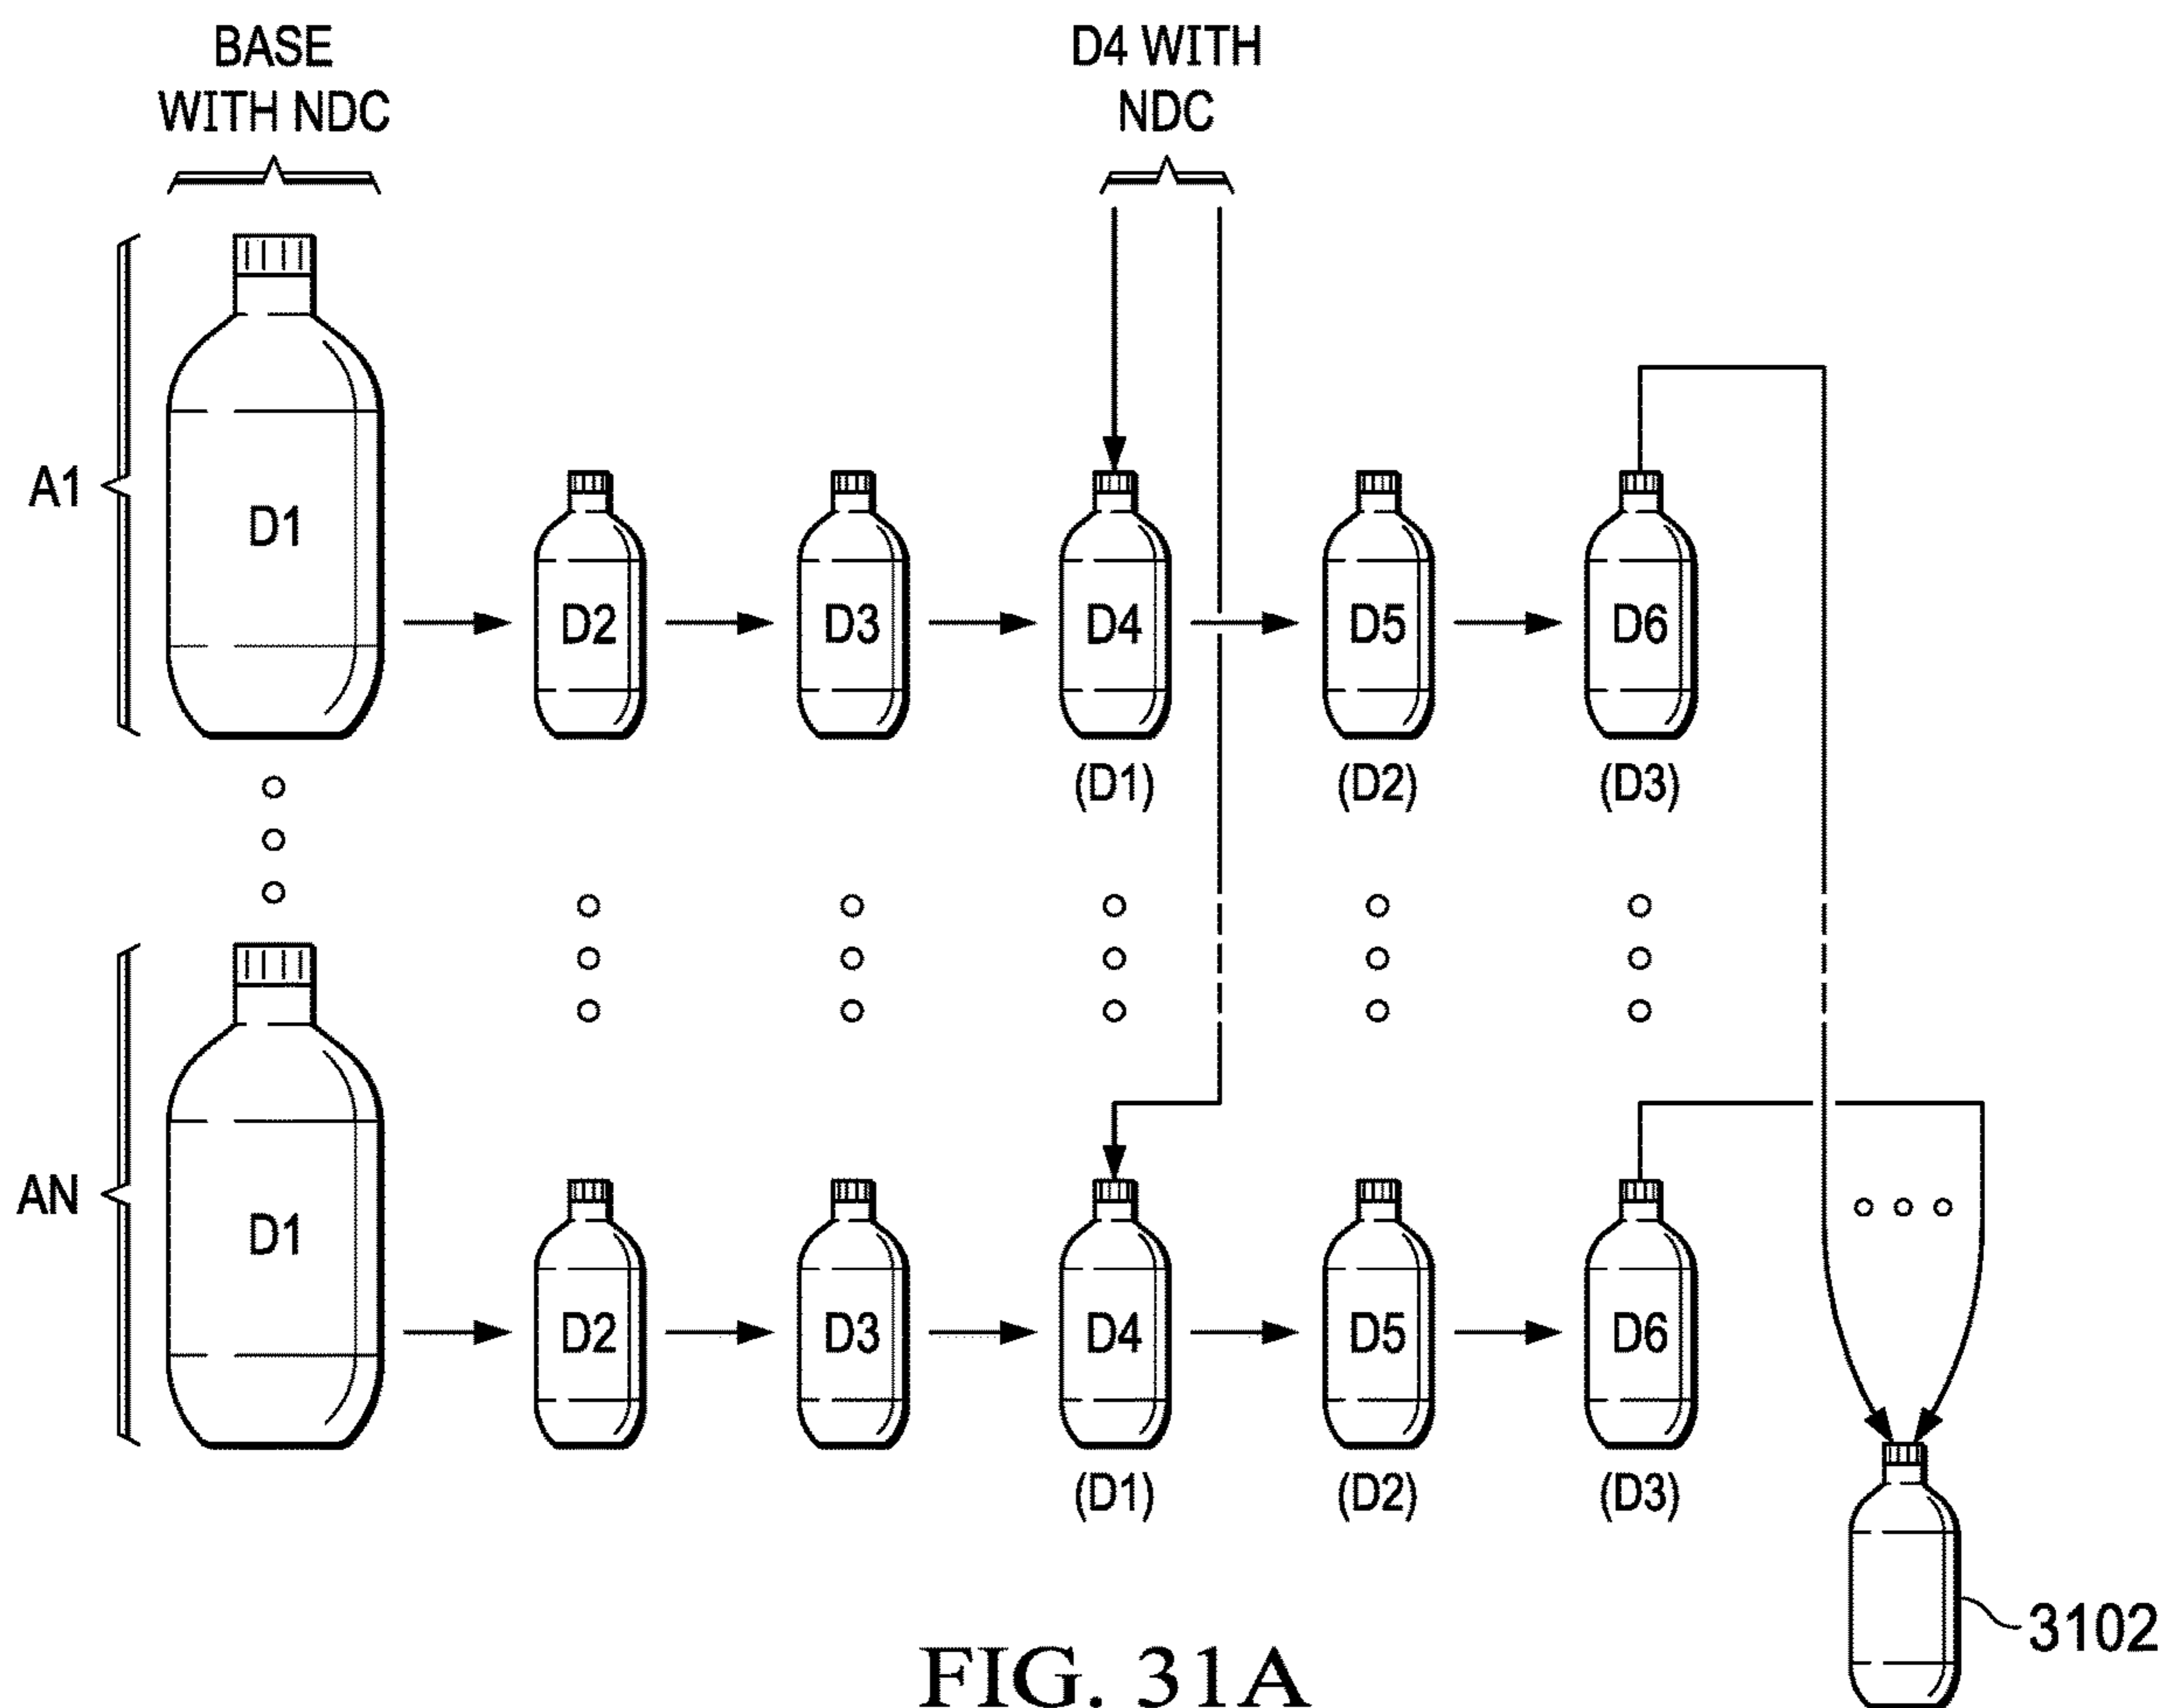 BASE
WITH NDC
D4 WITH
NDC
A1
D1
D2
D3
D4
D5
D6
(D1)
(D2)
(D3)
AN
D1
D2
D3
D4
D5
D6
(D1)
(D2)
(D3)
3102
FIG. 31A